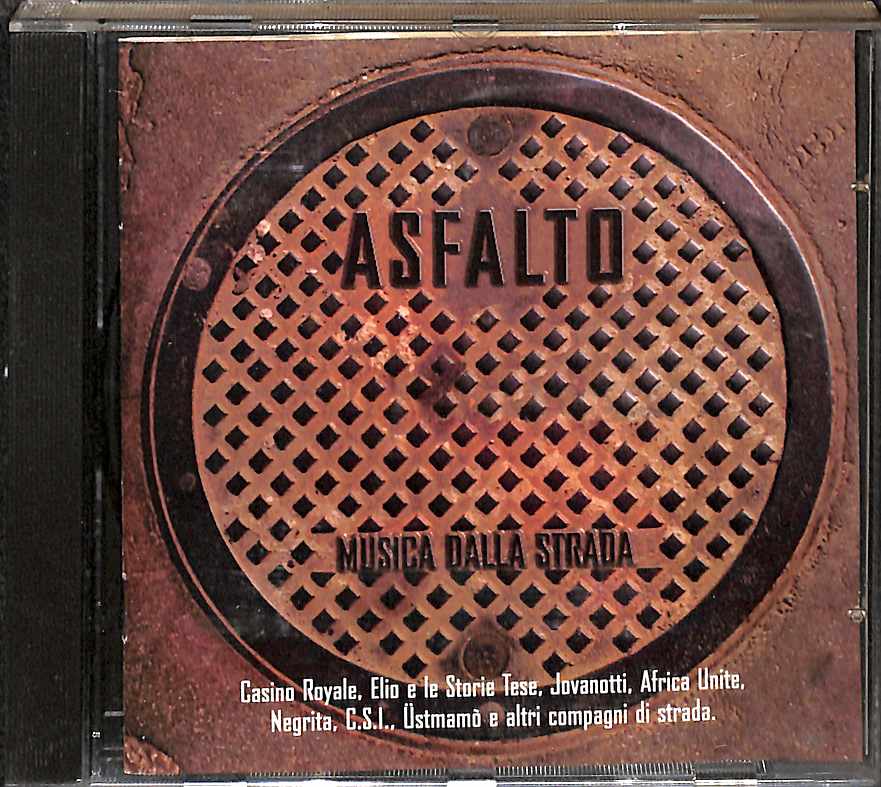 ASFALTO
MUSICA DALLA STRADA
Casino Royale, Elio e le Storie Tese, Jovanotti, Africa Unite,
Negrita, C.S.I., Üstmamò e altri compagni di strada.